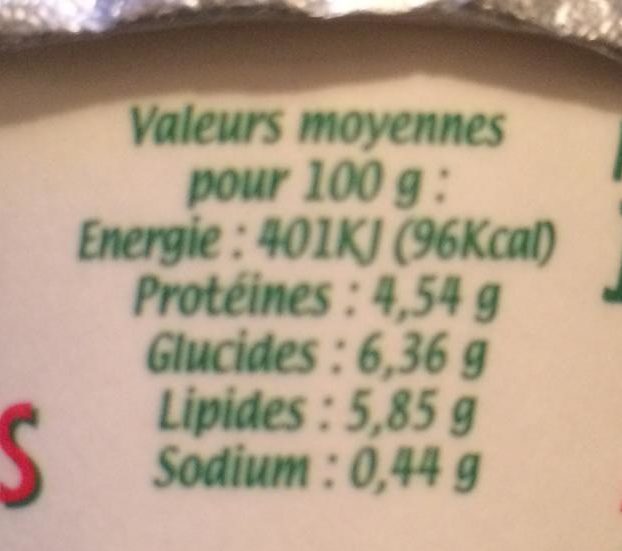 Valeurs moyennes
pour 100 g :
Energie : 401KJ (96Kcal)
Protéines : 4,54 g
Glucides : 6,36 g
Lipides : 5,85 g
Sodium : 0,44 g
S